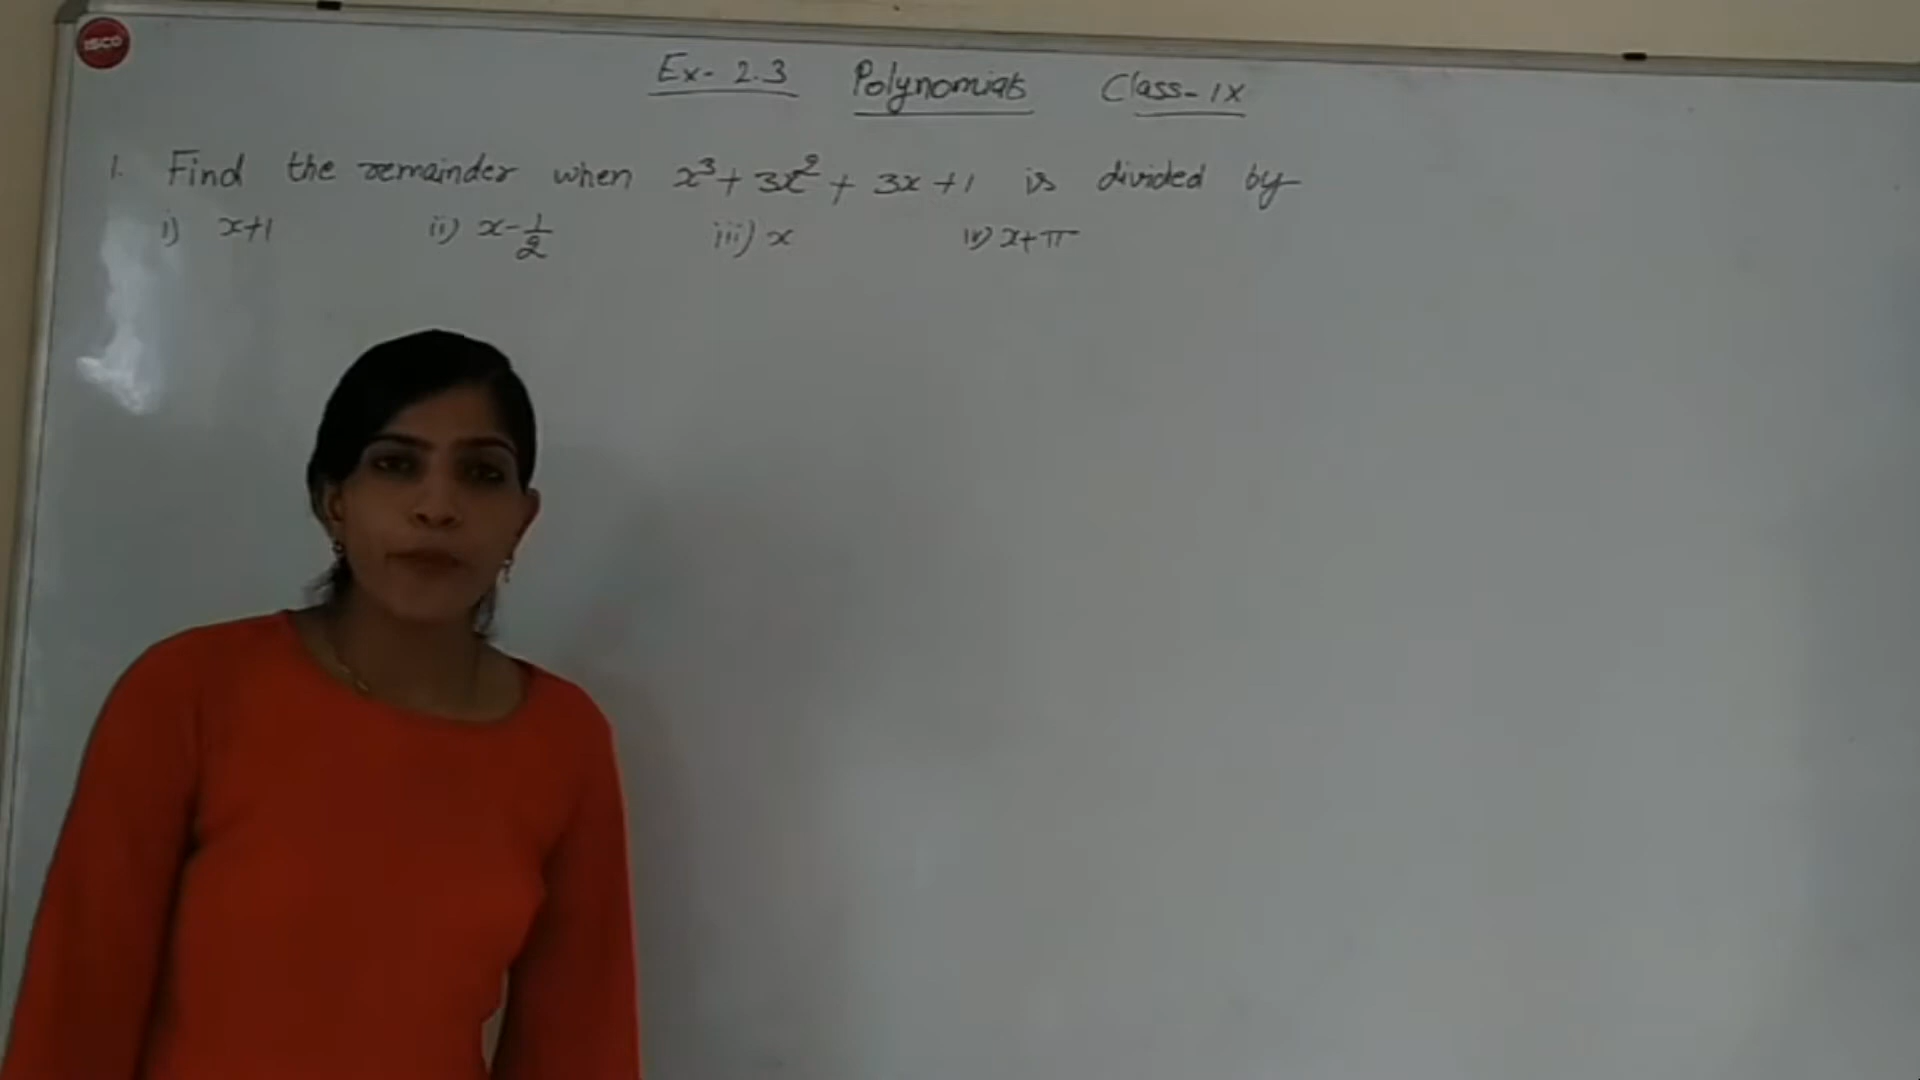 ISCO
Ex- 2.3 Polynomials Class-IX
1. Find the remainder when x³+ 3x² + 3x +1 is divided by
i) x+1 ii) x-1/2 iii) x iv) x+π